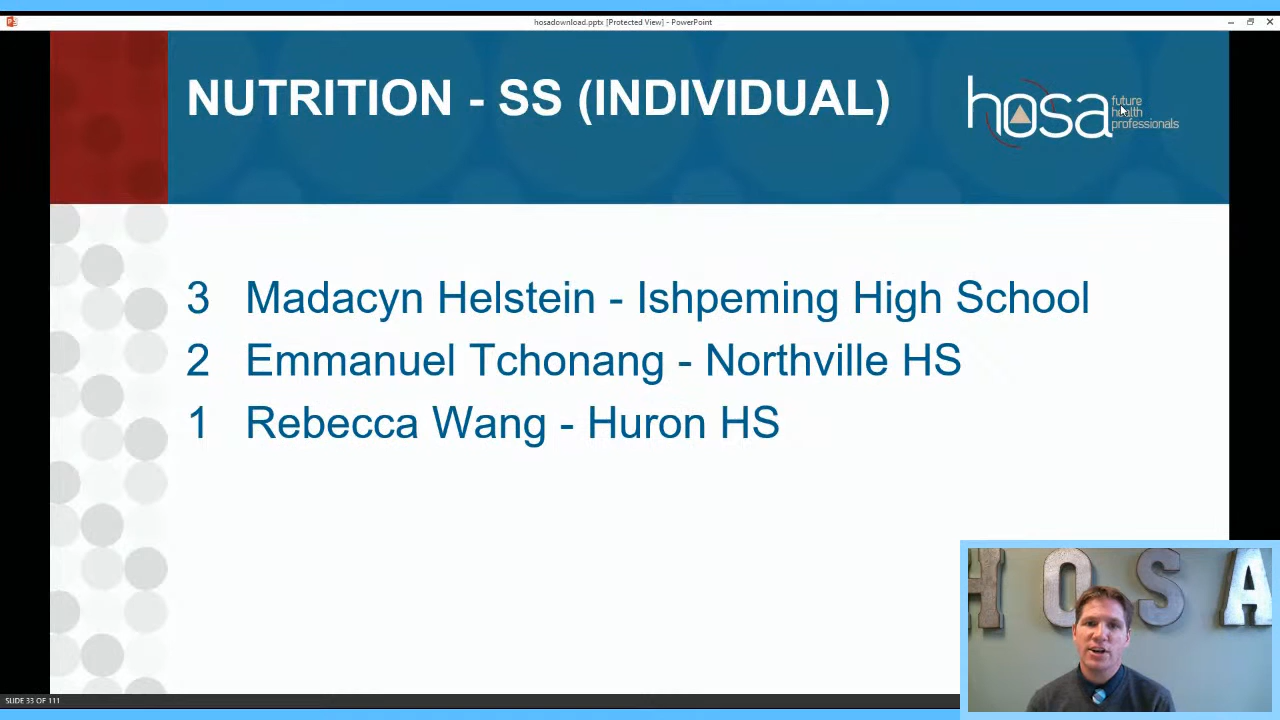 hosadownload.pptx [Protected View] - PowerPoint
NUTRITION - SS (INDIVIDUAL)
hosa future
health
professionals
3 Madacyn Helstein - Ishpeming High School
2 Emmanuel Tchonang - Northville HS
1 Rebecca Wang - Huron HS
HOSA
SLIDE 33 OF 111